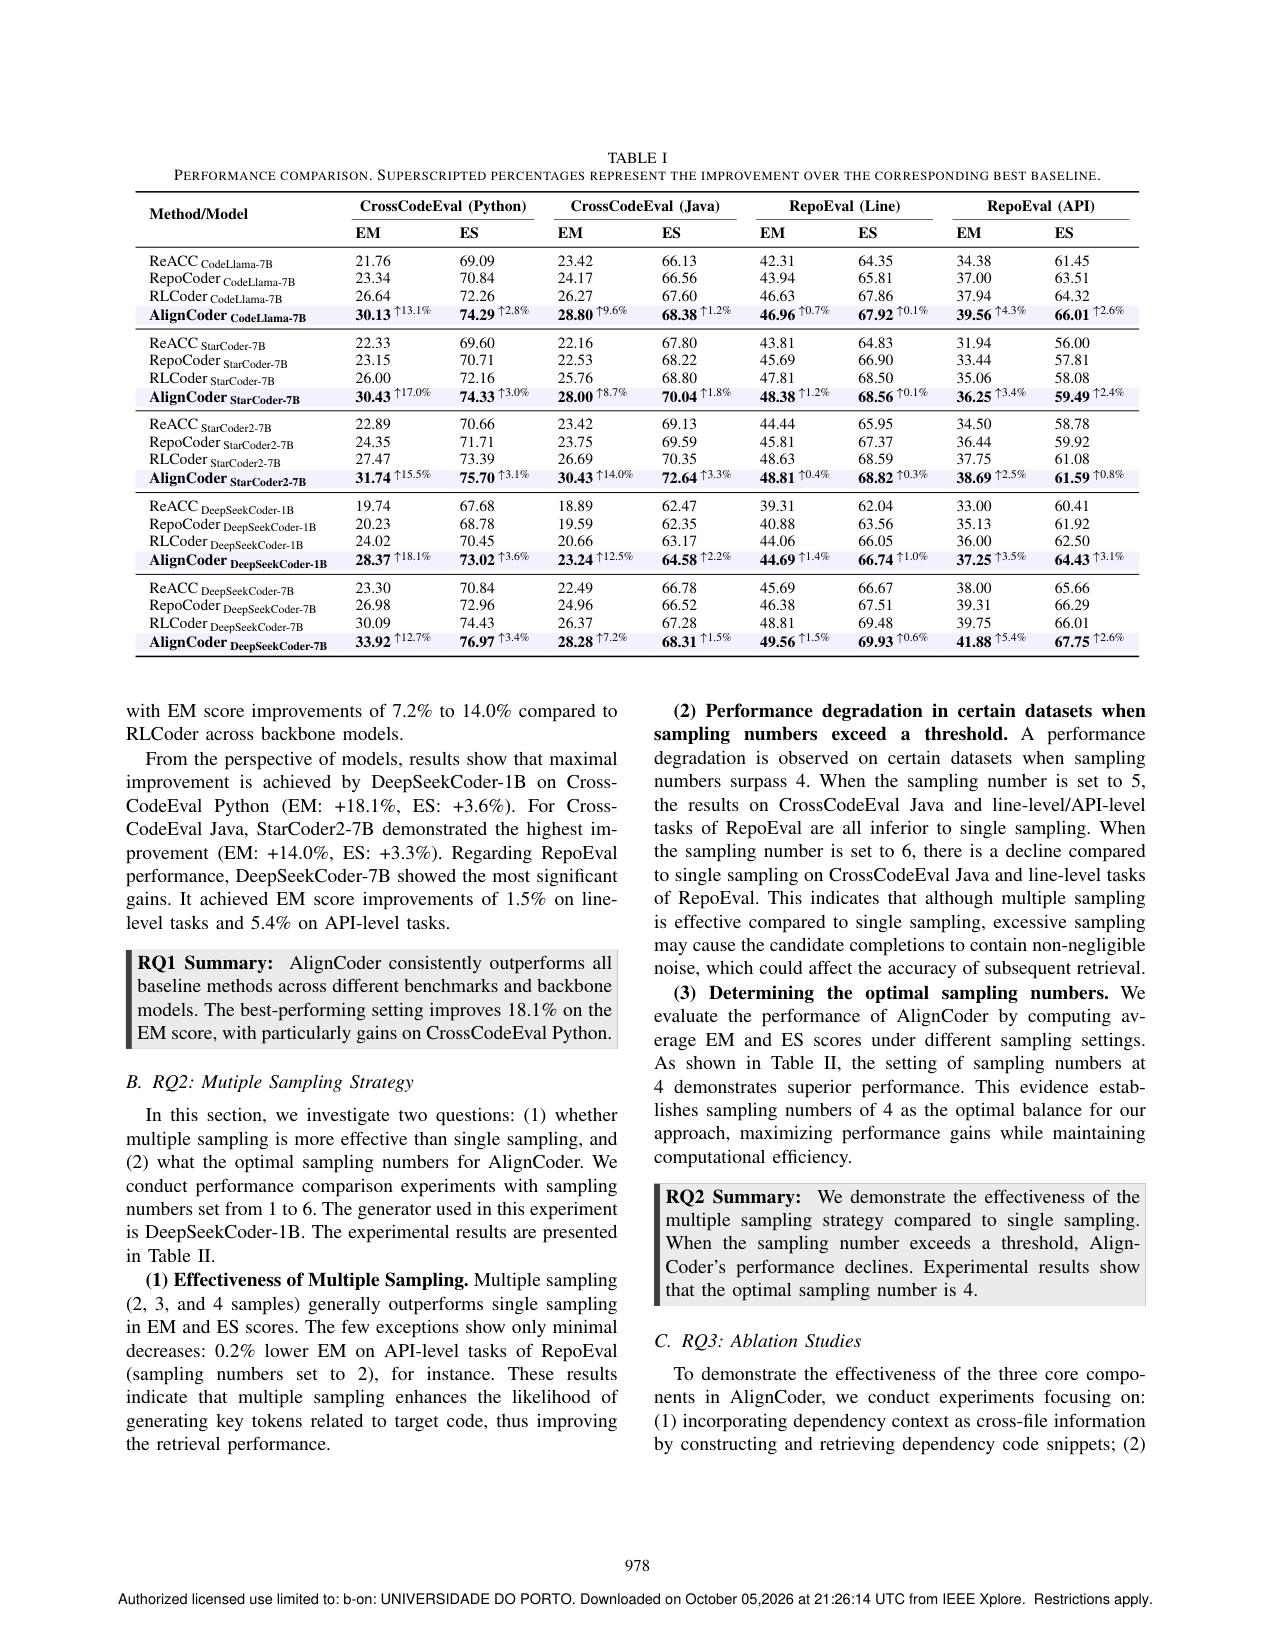 TABLE I
PERFORMANCE COMPARISON. SUPERSCRIPTED PERCENTAGES REPRESENT THE IMPROVEMENT OVER THE CORRESPONDING BEST BASELINE.
Method/Model CrossCodeEval (Python) CrossCodeEval (Java) RepoEval (Line) RepoEval (API)
EM ES EM ES EM ES EM ES
ReACC CodeLlama-7B 21.76 69.09 23.42 66.13 42.31 64.35 34.38 61.45
RepoCoder CodeLlama-7B 23.34 70.84 24.17 66.56 43.94 65.81 37.00 63.51
RLCoder CodeLlama-7B 26.64 72.26 26.27 67.60 46.63 67.86 37.94 64.32
AlignCoder CodeLlama-7B 30.13 ↑13.1% 74.29 ↑2.8% 28.80 ↑9.6% 68.38 ↑1.2% 46.96 ↑0.7% 67.92 ↑0.1% 39.56 ↑4.3% 66.01 ↑2.6%
ReACC StarCoder-7B 22.33 69.60 22.16 67.80 43.81 64.83 31.94 56.00
RepoCoder StarCoder-7B 23.15 70.71 22.53 68.22 45.69 66.90 33.44 57.81
RLCoder StarCoder-7B 26.00 72.16 25.76 68.80 47.81 68.50 35.06 58.08
AlignCoder StarCoder-7B 30.43 ↑17.0% 74.33 ↑3.0% 28.00 ↑8.7% 70.04 ↑1.8% 48.38 ↑1.2% 68.56 ↑0.1% 36.25 ↑3.4% 59.49 ↑2.4%
ReACC StarCoder2-7B 22.89 70.66 23.42 69.13 44.44 65.95 34.50 58.78
RepoCoder StarCoder2-7B 24.35 71.71 23.75 69.59 45.81 67.37 36.44 59.92
RLCoder StarCoder2-7B 27.47 73.39 26.69 70.35 48.63 68.59 37.75 61.08
AlignCoder StarCoder2-7B 31.74 ↑15.5% 75.70 ↑3.1% 30.43 ↑14.0% 72.64 ↑3.3% 48.81 ↑0.4% 68.82 ↑0.3% 38.69 ↑2.5% 61.59 ↑0.8%
ReACC DeepSeekCoder-1B 19.74 67.68 18.89 62.47 39.31 62.04 33.00 60.41
RepoCoder DeepSeekCoder-1B 20.23 68.78 19.59 62.35 40.88 63.56 35.13 61.92
RLCoder DeepSeekCoder-1B 24.02 70.45 20.66 63.17 44.06 66.05 36.00 62.50
AlignCoder DeepSeekCoder-1B 28.37 ↑18.1% 73.02 ↑3.6% 23.24 ↑12.5% 64.58 ↑2.2% 44.69 ↑1.4% 66.74 ↑1.0% 37.25 ↑3.5% 64.43 ↑3.1%
ReACC DeepSeekCoder-7B 23.30 70.84 22.49 66.78 45.69 66.67 38.00 65.66
RepoCoder DeepSeekCoder-7B 26.98 72.96 24.96 66.52 46.38 67.51 39.31 66.29
RLCoder DeepSeekCoder-7B 30.09 74.43 26.37 67.28 48.81 69.48 39.75 66.01
AlignCoder DeepSeekCoder-7B 33.92 ↑12.7% 76.97 ↑3.4% 28.28 ↑7.2% 68.31 ↑1.5% 49.56 ↑1.5% 69.93 ↑0.6% 41.88 ↑5.4% 67.75 ↑2.6%
with EM score improvements of 7.2% to 14.0% compared to
RLCoder across backbone models.
From the perspective of models, results show that maximal
improvement is achieved by DeepSeekCoder-1B on Cross-
CodeEval Python (EM: +18.1%, ES: +3.6%). For Cross-
CodeEval Java, StarCoder2-7B demonstrated the highest im-
provement (EM: +14.0%, ES: +3.3%). Regarding RepoEval
performance, DeepSeekCoder-7B showed the most significant
gains. It achieved EM score improvements of 1.5% on line-
level tasks and 5.4% on API-level tasks.
RQ1 Summary: AlignCoder consistently outperforms all
baseline methods across different benchmarks and backbone
models. The best-performing setting improves 18.1% on the
EM score, with particularly gains on CrossCodeEval Python.
B. RQ2: Mutiple Sampling Strategy
In this section, we investigate two questions: (1) whether
multiple sampling is more effective than single sampling, and
(2) what the optimal sampling numbers for AlignCoder. We
conduct performance comparison experiments with sampling
numbers set from 1 to 6. The generator used in this experiment
is DeepSeekCoder-1B. The experimental results are presented
in Table II.
(1) Effectiveness of Multiple Sampling. Multiple sampling
(2, 3, and 4 samples) generally outperforms single sampling
in EM and ES scores. The few exceptions show only minimal
decreases: 0.2% lower EM on API-level tasks of RepoEval
(sampling numbers set to 2), for instance. These results
indicate that multiple sampling enhances the likelihood of
generating key tokens related to target code, thus improving
the retrieval performance.
(2) Performance degradation in certain datasets when
sampling numbers exceed a threshold. A performance
degradation is observed on certain datasets when sampling
numbers surpass 4. When the sampling number is set to 5,
the results on CrossCodeEval Java and line-level/API-level
tasks of RepoEval are all inferior to single sampling. When
the sampling number is set to 6, there is a decline compared
to single sampling on CrossCodeEval Java and line-level tasks
of RepoEval. This indicates that although multiple sampling
is effective compared to single sampling, excessive sampling
may cause the candidate completions to contain non-negligible
noise, which could affect the accuracy of subsequent retrieval.
(3) Determining the optimal sampling numbers. We
evaluate the performance of AlignCoder by computing av-
erage EM and ES scores under different sampling settings.
As shown in Table II, the setting of sampling numbers at
4 demonstrates superior performance. This evidence estab-
lishes sampling numbers of 4 as the optimal balance for our
approach, maximizing performance gains while maintaining
computational efficiency.
RQ2 Summary: We demonstrate the effectiveness of the
multiple sampling strategy compared to single sampling.
When the sampling number exceeds a threshold, Align-
Coder's performance declines. Experimental results show
that the optimal sampling number is 4.
C. RQ3: Ablation Studies
To demonstrate the effectiveness of the three core compo-
nents in AlignCoder, we conduct experiments focusing on:
(1) incorporating dependency context as cross-file information
by constructing and retrieving dependency code snippets; (2)
978
Authorized licensed use limited to: b-on: UNIVERSIDADE DO PORTO. Downloaded on October 05,2026 at 21:26:14 UTC from IEEE Xplore. Restrictions apply.